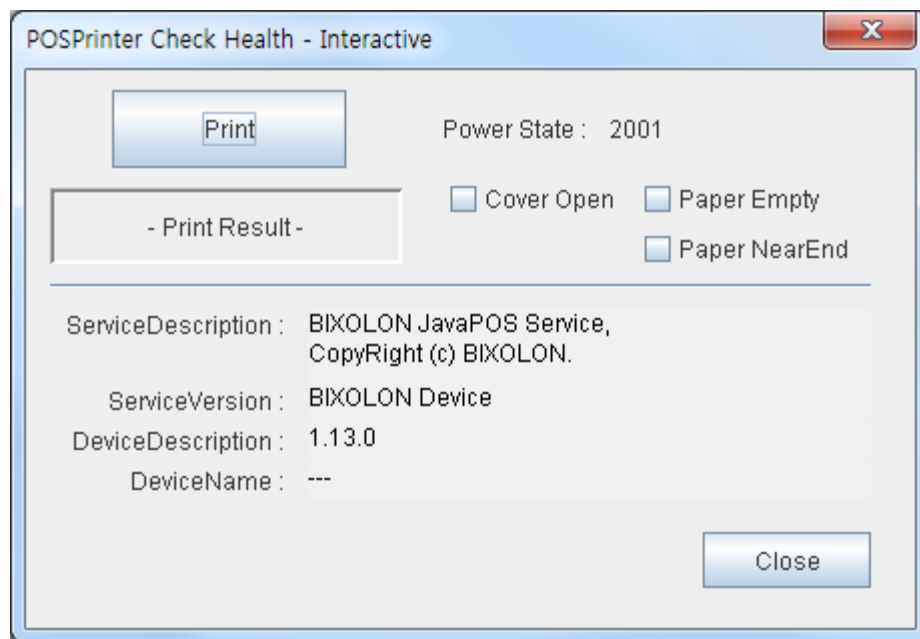 POSPrinter Check Health - Interactive
Print
Power State : 2001
- Print Result -
Cover Open
Paper Empty
Paper NearEnd
ServiceDescription : BIXOLON JavaPOS Service,
CopyRight (c) BIXOLON.
ServiceVersion : BIXOLON Device
DeviceDescription : 1.13.0
DeviceName : ---
Close